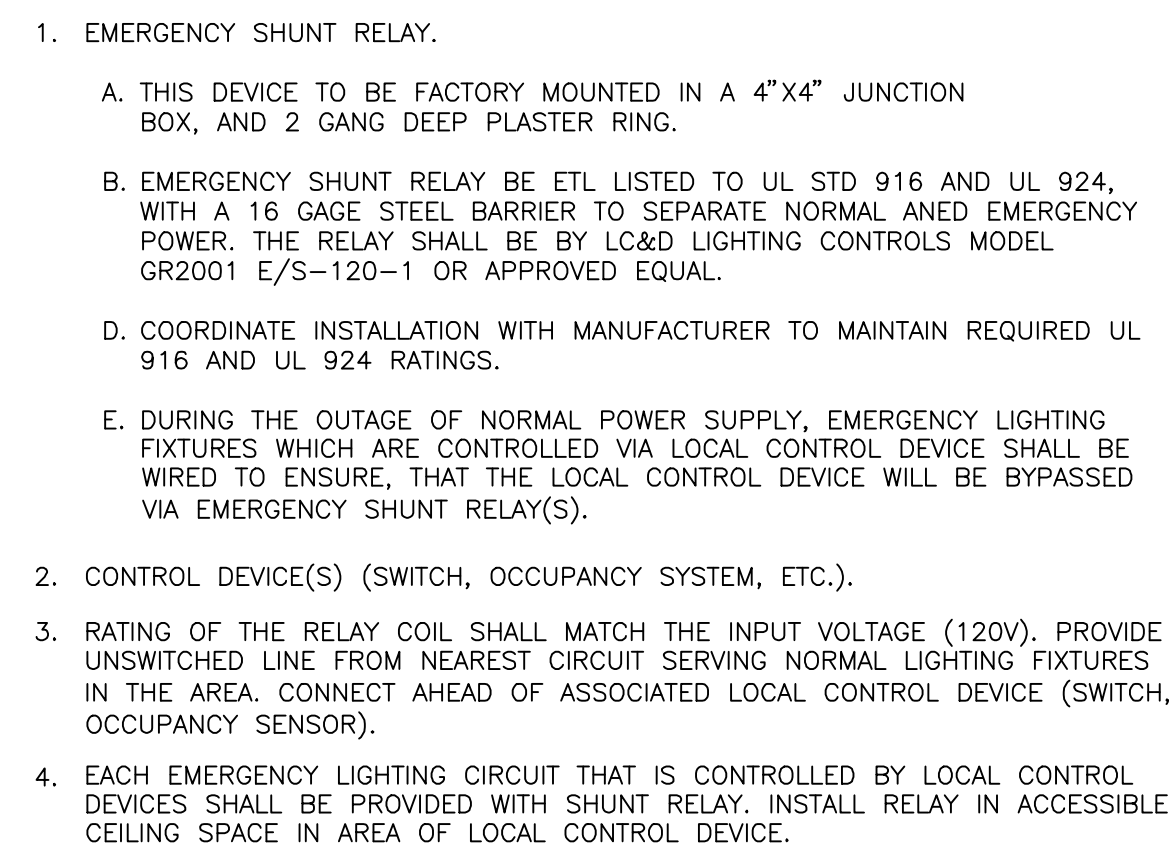 1. EMERGENCY SHUNT RELAY.
A. THIS DEVICE TO BE FACTORY MOUNTED IN A 4"X4" JUNCTION
BOX, AND 2 GANG DEEP PLASTER RING.
B. EMERGENCY SHUNT RELAY BE ETL LISTED TO UL STD 916 AND UL 924,
WITH A 16 GAGE STEEL BARRIER TO SEPARATE NORMAL ANED EMERGENCY
POWER. THE RELAY SHALL BE BY LC&D LIGHTING CONTROLS MODEL
GR2001 E/S-120-1 OR APPROVED EQUAL.
D. COORDINATE INSTALLATION WITH MANUFACTURER TO MAINTAIN REQUIRED UL
916 AND UL 924 RATINGS.
E. DURING THE OUTAGE OF NORMAL POWER SUPPLY, EMERGENCY LIGHTING
FIXTURES WHICH ARE CONTROLLED VIA LOCAL CONTROL DEVICE SHALL BE
WIRED TO ENSURE, THAT THE LOCAL CONTROL DEVICE WILL BE BYPASSED
VIA EMERGENCY SHUNT RELAY(S).
2. CONTROL DEVICE(S) (SWITCH, OCCUPANCY SYSTEM, ETC.).
3. RATING OF THE RELAY COIL SHALL MATCH THE INPUT VOLTAGE (120V). PROVIDE
UNSWITCHED LINE FROM NEAREST CIRCUIT SERVING NORMAL LIGHTING FIXTURES
IN THE AREA. CONNECT AHEAD OF ASSOCIATED LOCAL CONTROL DEVICE (SWITCH,
OCCUPANCY SENSOR).
4. EACH EMERGENCY LIGHTING CIRCUIT THAT IS CONTROLLED BY LOCAL CONTROL
DEVICES SHALL BE PROVIDED WITH SHUNT RELAY. INSTALL RELAY IN ACCESSIBLE
CEILING SPACE IN AREA OF LOCAL CONTROL DEVICE.